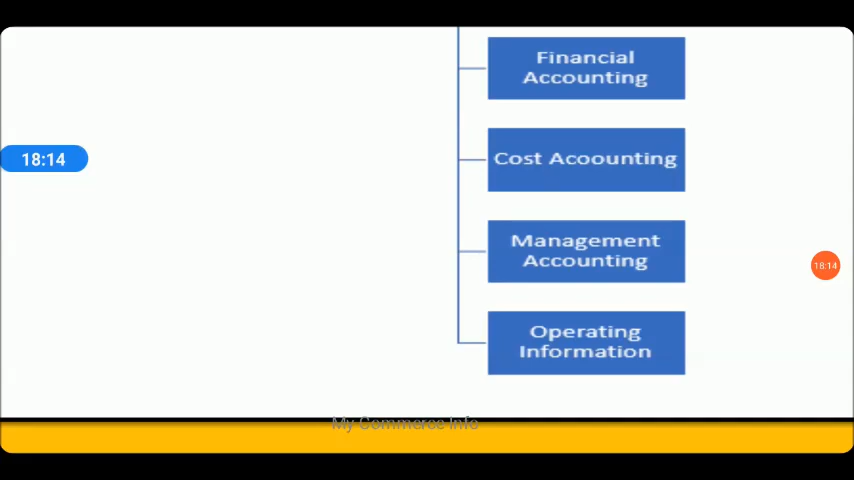 Financial
Accounting
18:14
Cost Acoounting
Management
Accounting
18:14
Operating
Information
My Commerce Info